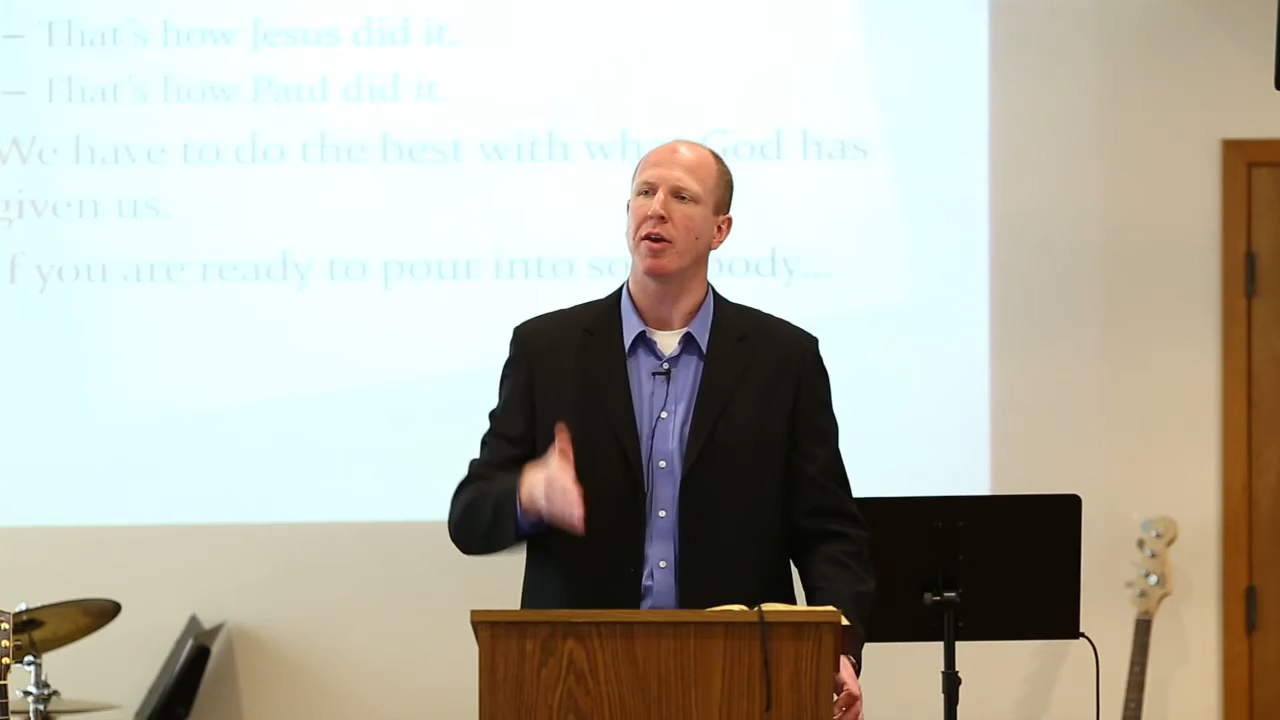 – That's how Jesus did it.
– That's how Paul did it.
We have to do the best with what God has
given us.
f you are ready to pour into somebody...